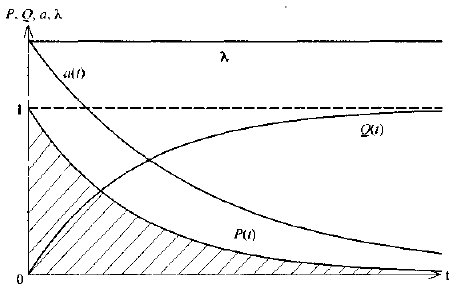 P, Q, a, λ
λ
a(t)
1
Q(t)
P(t)
0
t